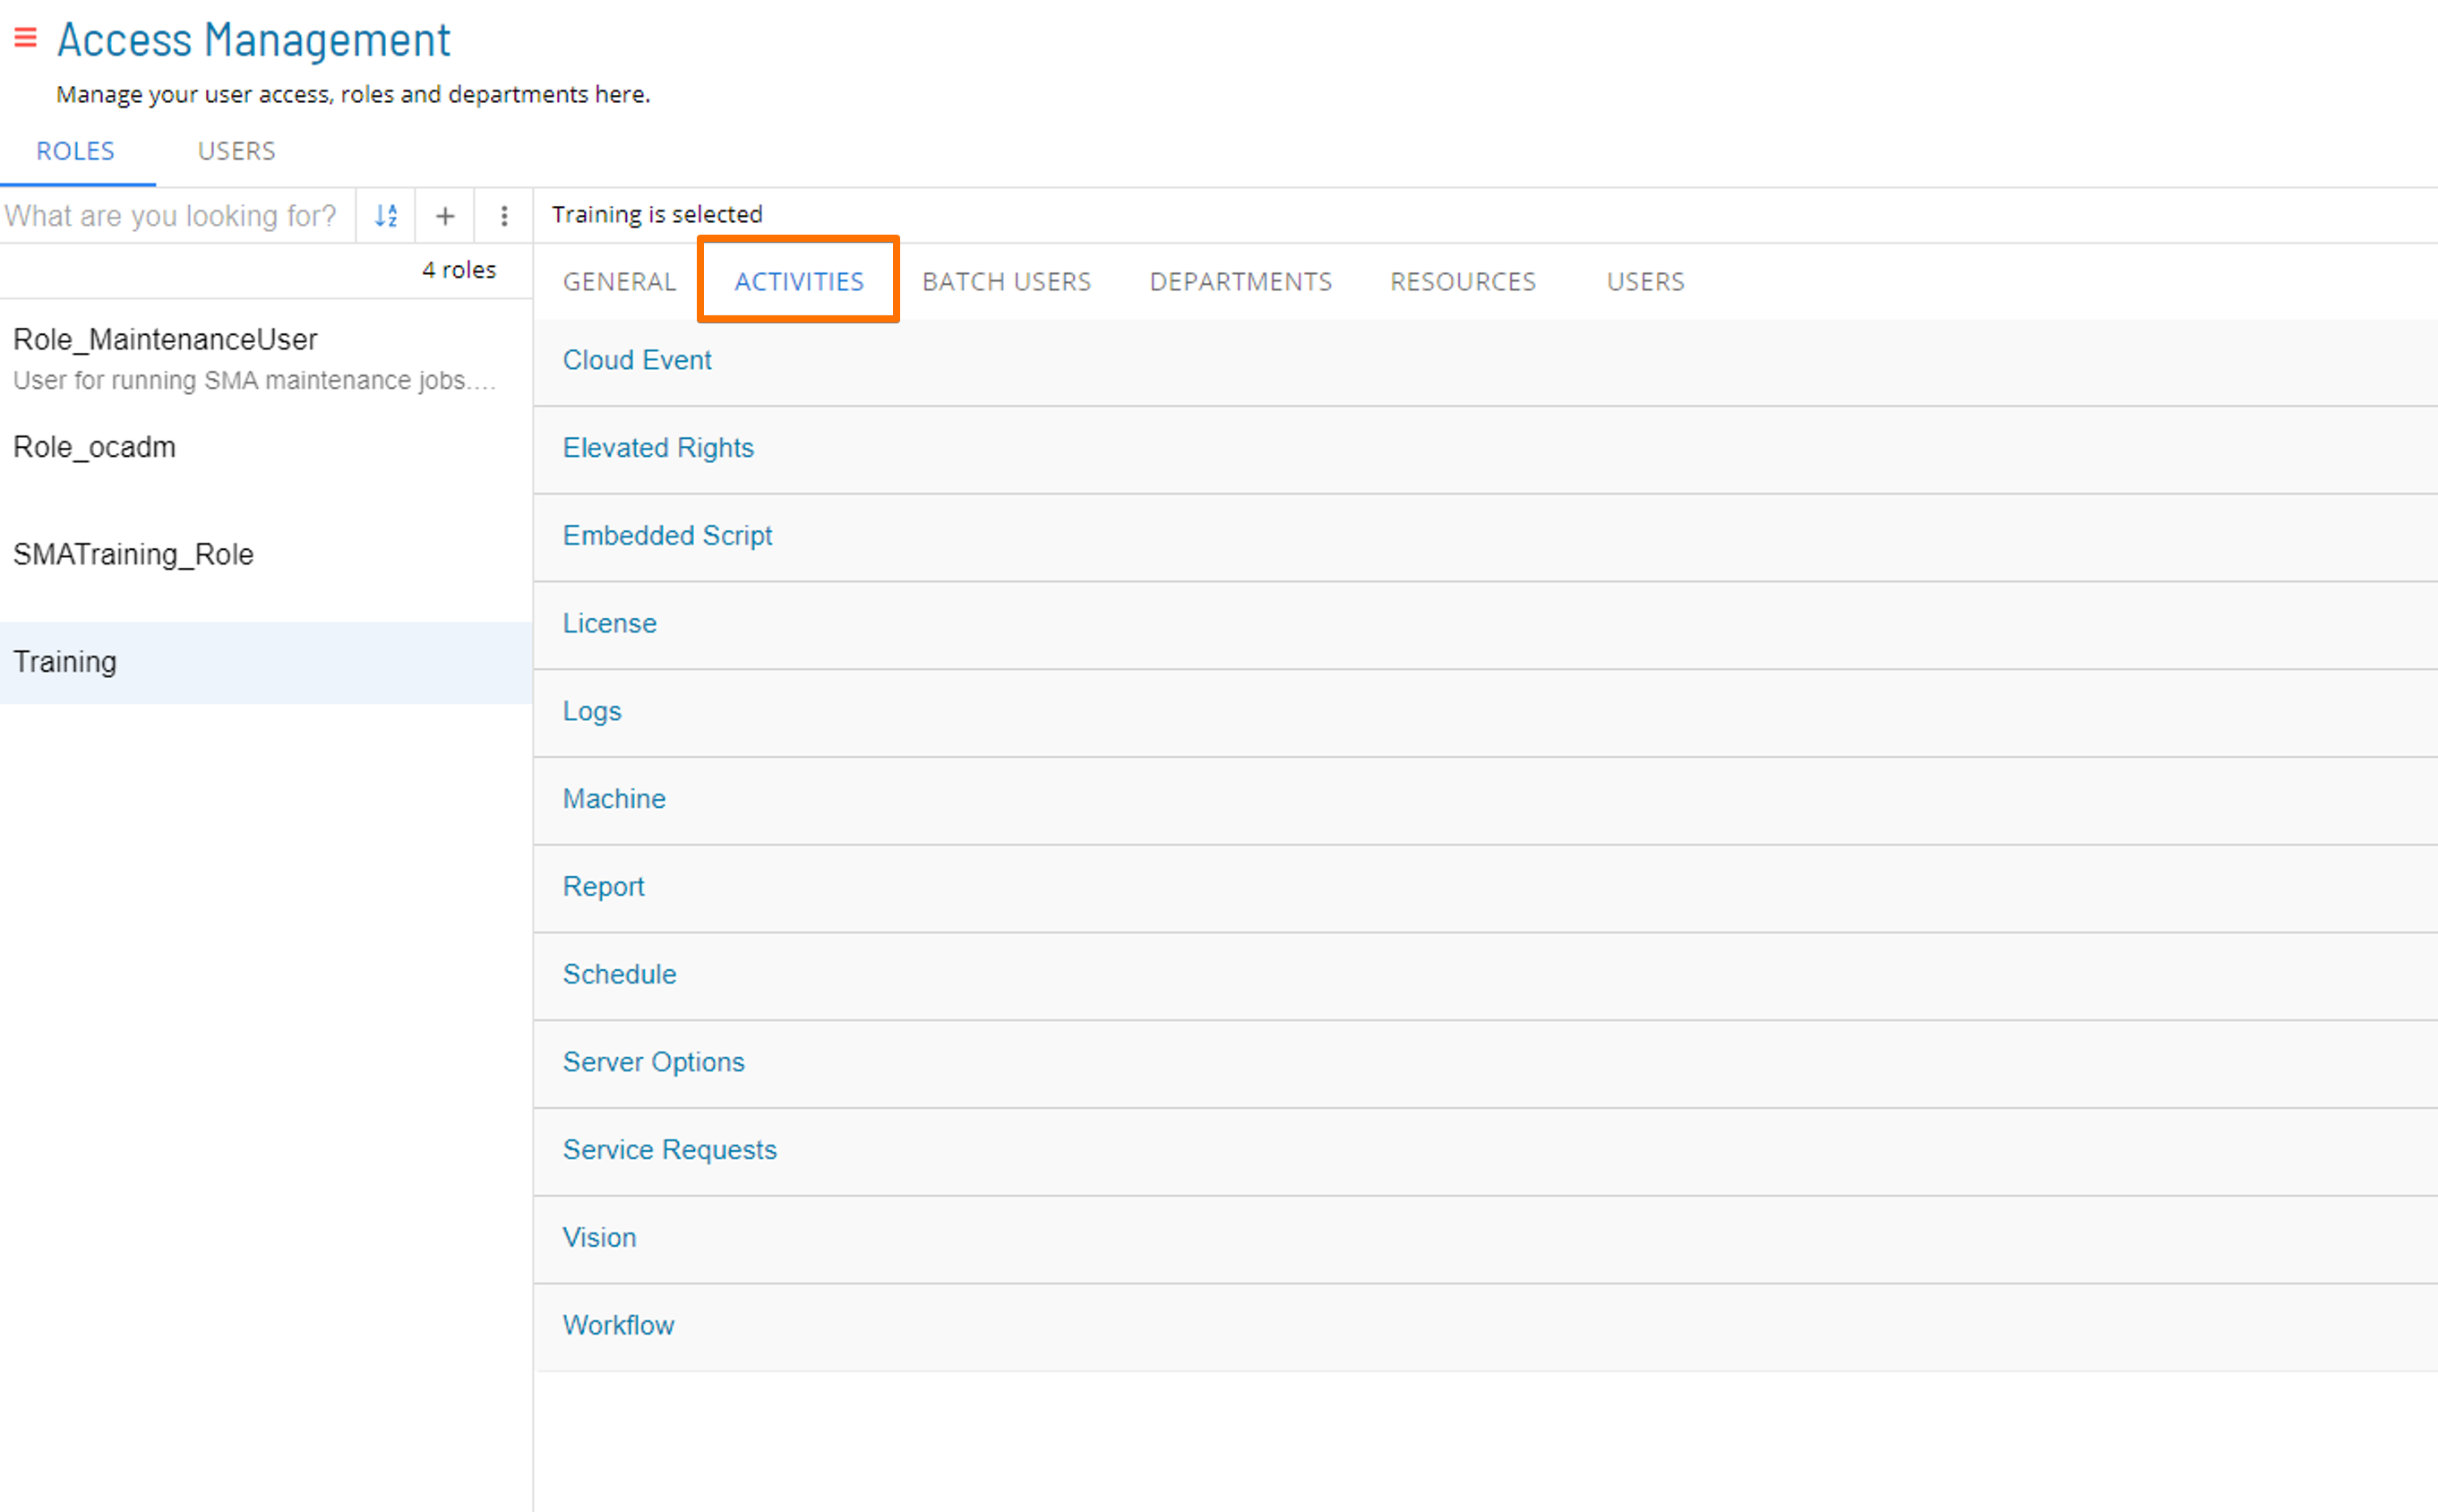 Access Management
Manage your user access, roles and departments here.
ROLES USERS
What are you looking for?
Training is selected
4 roles
GENERAL ACTIVITIES BATCH USERS DEPARTMENTS RESOURCES USERS
Role_MaintenanceUser
User for running SMA maintenance jobs....
Role_ocadm
SMATraining_Role
Training
Cloud Event
Elevated Rights
Embedded Script
License
Logs
Machine
Report
Schedule
Server Options
Service Requests
Vision
Workflow